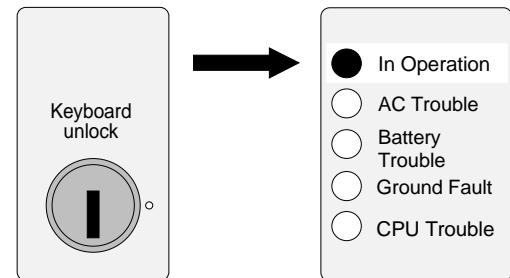 Keyboard
unlock
In Operation
AC Trouble
Battery
Trouble
Ground Fault
CPU Trouble